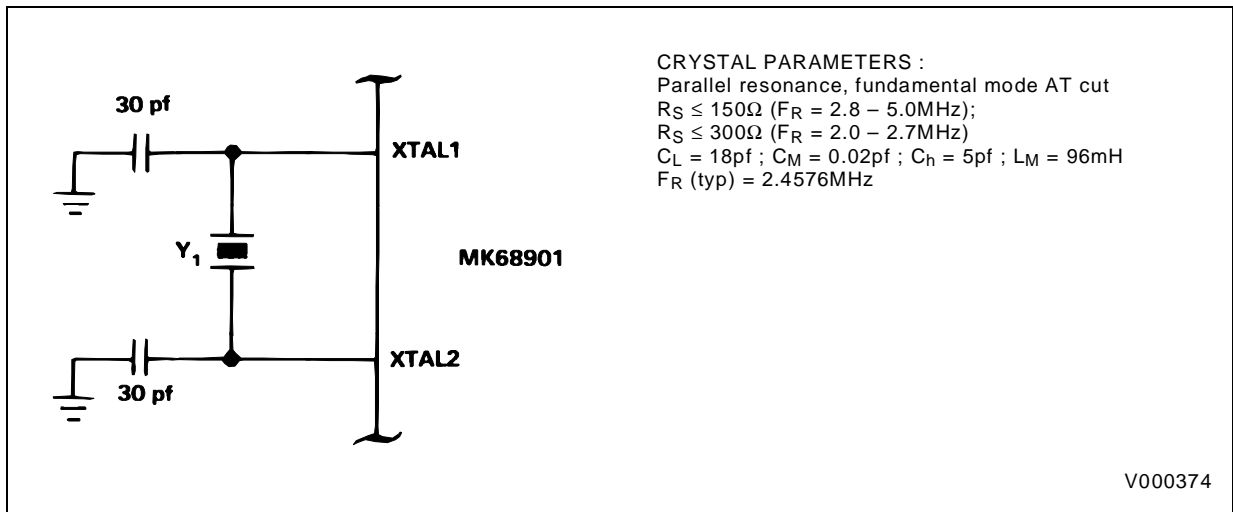 30 pf
XTAL1
Y1
MK68901
XTAL2
30 pf
CRYSTAL PARAMETERS :
Parallel resonance, fundamental mode AT cut
RS ≤ 150Ω (FR = 2.8 – 5.0MHz);
RS ≤ 300Ω (FR = 2.0 – 2.7MHz)
CL = 18pf ; CM = 0.02pf ; Ch = 5pf ; LM = 96mH
FR (typ) = 2.4576MHz
V000374